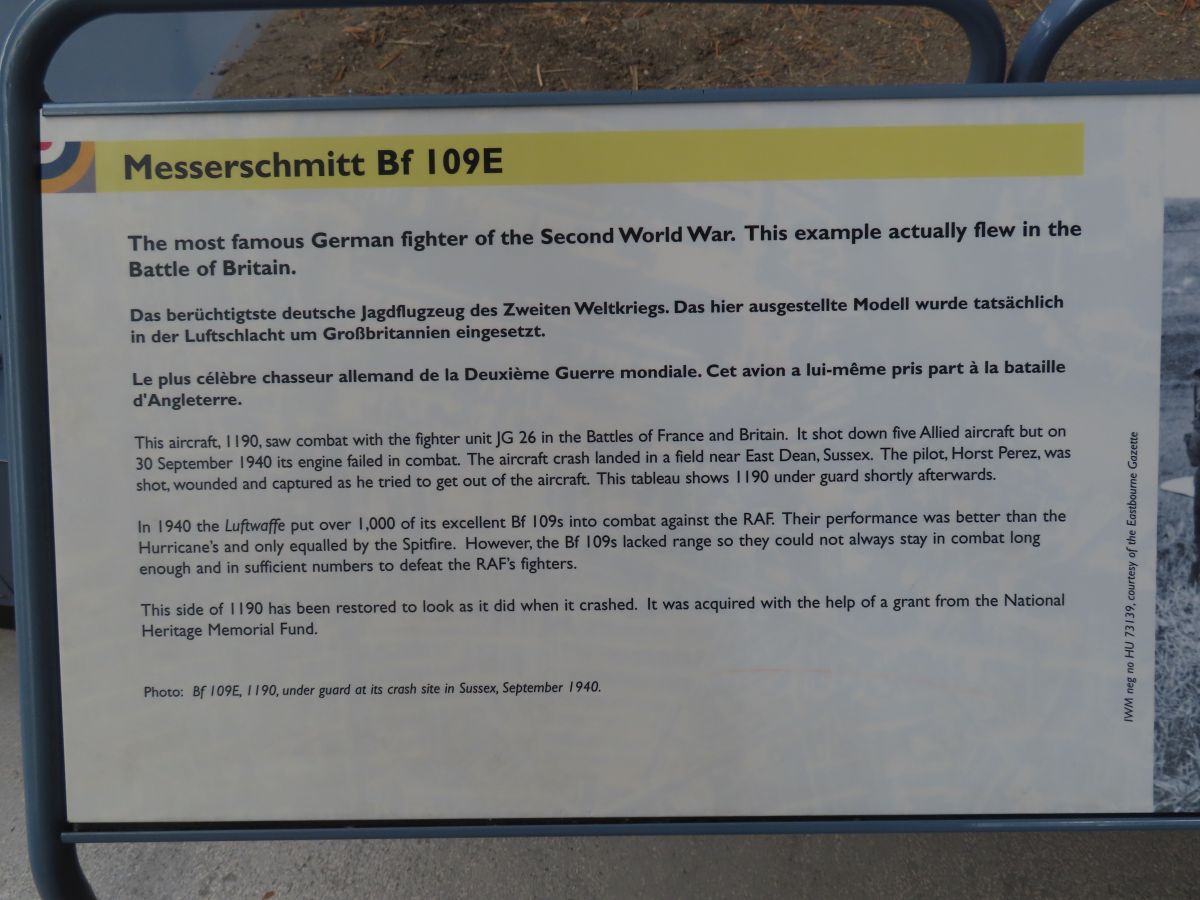 Messerschmitt Bf 109E
The most famous German fighter of the Second World War. This example actually flew in the
Battle of Britain.
Das berüchtigtste deutsche Jagdflugzeug des Zweiten Weltkriegs. Das hier ausgestellte Modell wurde tatsächlich
in der Luftschlacht um Großbritannien eingesetzt.
Le plus célèbre chasseur allemand de la Deuxième Guerre mondiale. Cet avion a lui-même pris part à la bataille
d'Angleterre.
This aircraft, 1190, saw combat with the fighter unit JG 26 in the Battles of France and Britain. It shot down five Allied aircraft but on
30 September 1940 its engine failed in combat. The aircraft crash landed in a field near East Dean, Sussex. The pilot, Horst Perez, was
shot, wounded and captured as he tried to get out of the aircraft. This tableau shows 1190 under guard shortly afterwards.
In 1940 the Luftwaffe put over 1,000 of its excellent Bf 109s into combat against the RAF. Their performance was better than the
Hurricane's and only equalled by the Spitfire. However, the Bf 109s lacked range so they could not always stay in combat long
enough and in sufficient numbers to defeat the RAF's fighters.
This side of 1190 has been restored to look as it did when it crashed. It was acquired with the help of a grant from the National
Heritage Memorial Fund.
Photo: Bf 109E, 1190, under guard at its crash site in Sussex, September 1940.
IWM neg no HU 73139, courtesy of the Eastbourne Gazette